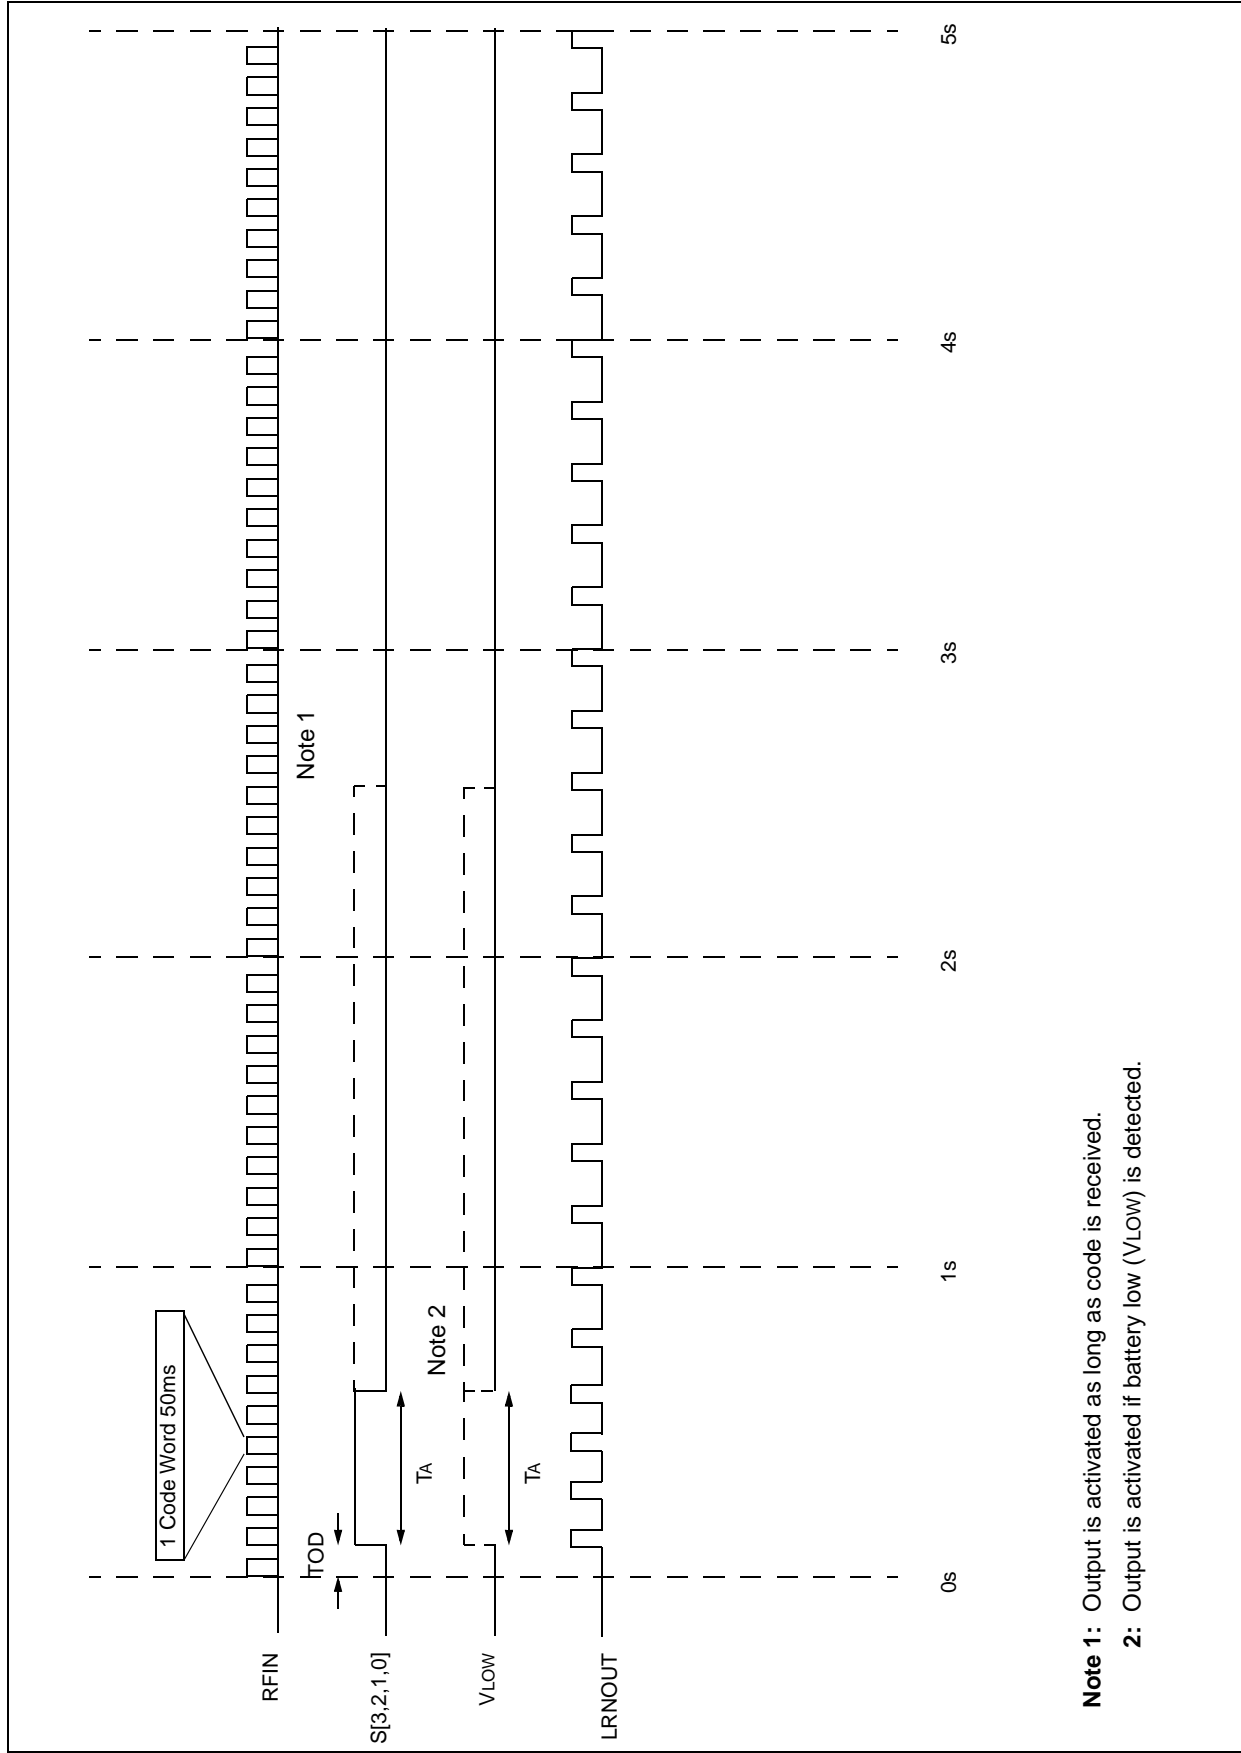 1 Code Word 50ms
RFIN
TOD
Note 1
S[3,2,1,0]
TA
Note 2
VLOW
TA
LRNOUT
0s
1s
2s
3s
4s
5s
Note 1: Output is activated as long as code is received.
2: Output is activated if battery low (VLOW) is detected.